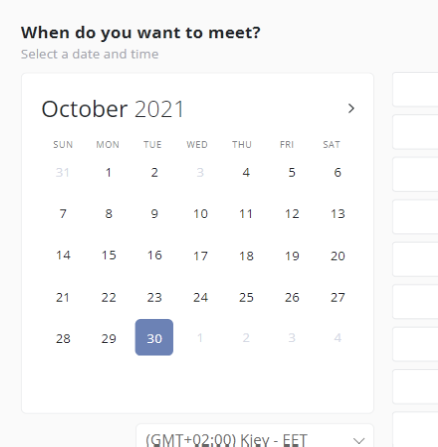 When do you want to meet?
Select a date and time
October 2021
SUN MON TUE WED THU FRI SAT
31 1 2 3 4 5 6
7 8 9 10 11 12 13
14 15 16 17 18 19 20
21 22 23 24 25 26 27
28 29 30 1 2 3 4
(GMT+02:00) Kiev - EET